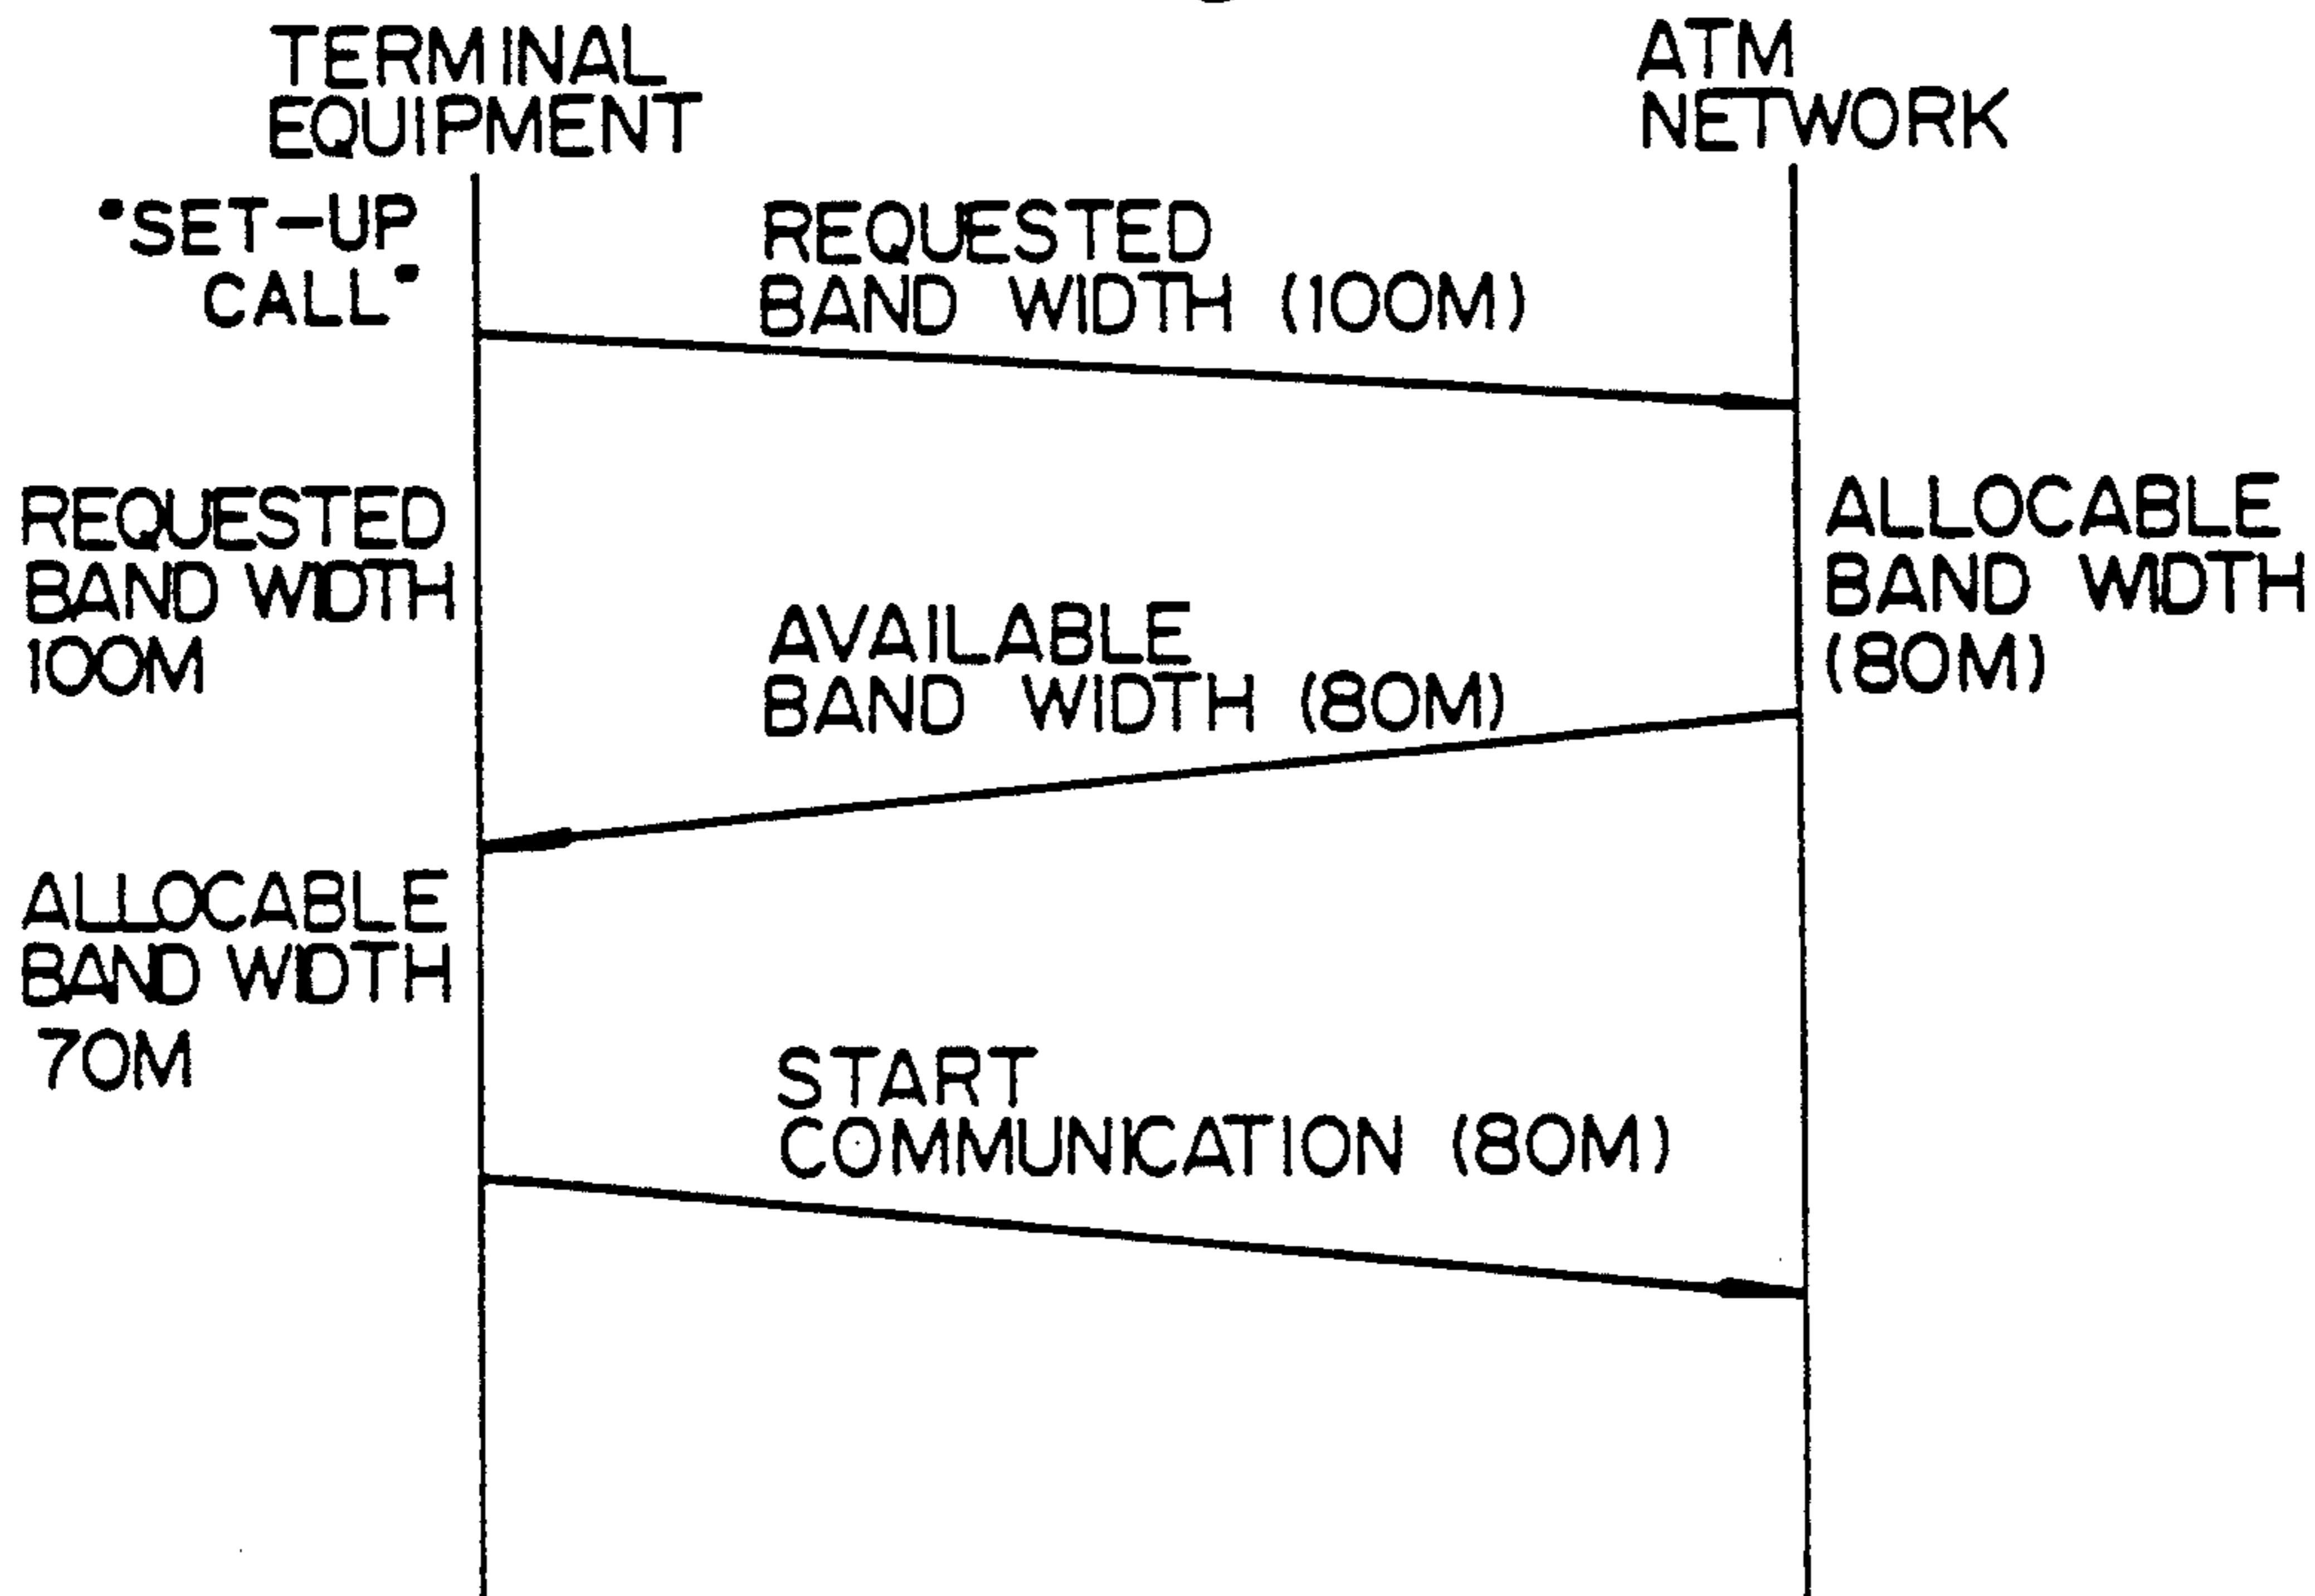 TERMINAL
EQUIPMENT
ATM
NETWORK
"SET-UP
CALL"
REQUESTED
BAND WIDTH (100M)
REQUESTED
BAND WIDTH
100M
ALLOCABLE
BAND WIDTH
(80M)
AVAILABLE
BAND WIDTH (80M)
ALLOCABLE
BAND WIDTH
70M
START
COMMUNICATION (80M)